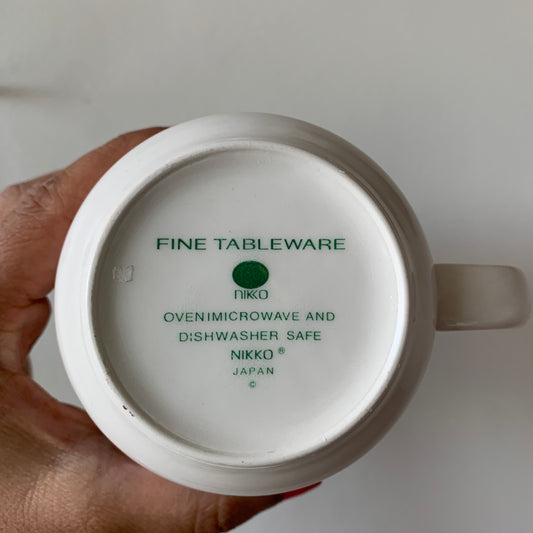 FINE TABLEWARE
NIKKO
OVENIMICROWAVE AND
DISHWASHER SAFE
NIKKO ®
JAPAN
©